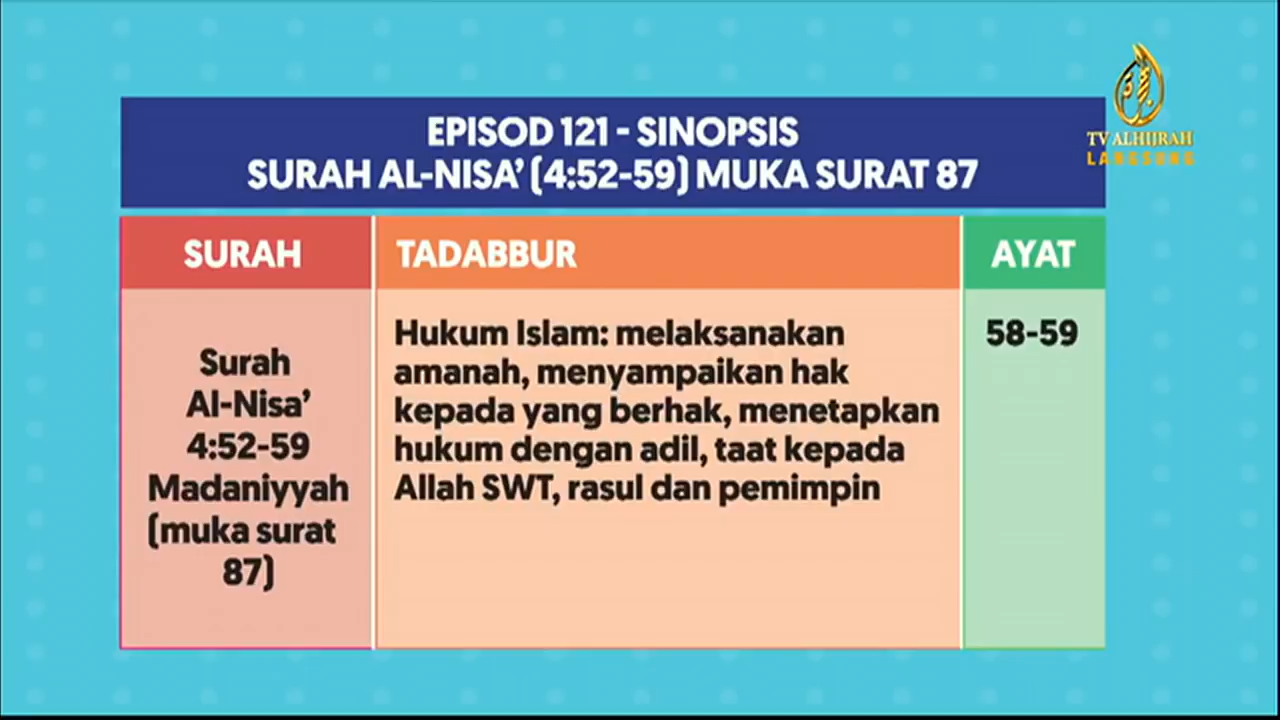 EPISOD 121 - SINOPSIS
SURAH AL-NISA' (4:52-59) MUKA SURAT 87
TV ALHIJRAH
LANGSUNG
SURAH
TADABBUR
AYAT
Surah
Al-Nisa'
4:52-59
Madaniyyah
(muka surat
87)
Hukum Islam: melaksanakan
amanah, menyampaikan hak
kepada yang berhak, menetapkan
hukum dengan adil, taat kepada
Allah SWT, rasul dan pemimpin
58-59